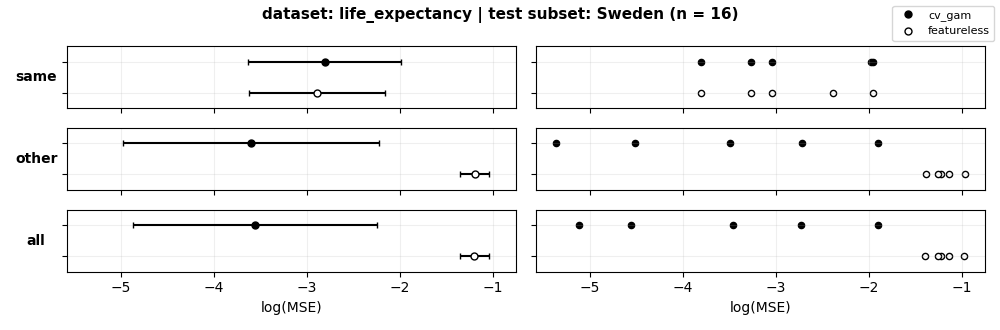 dataset: life_expectancy | test subset: Sweden (n = 16)
cv_gam
featureless
same
other
all
−5 −4 −3 −2 −1 −5 −4 −3 −2 −1
log(MSE) log(MSE)